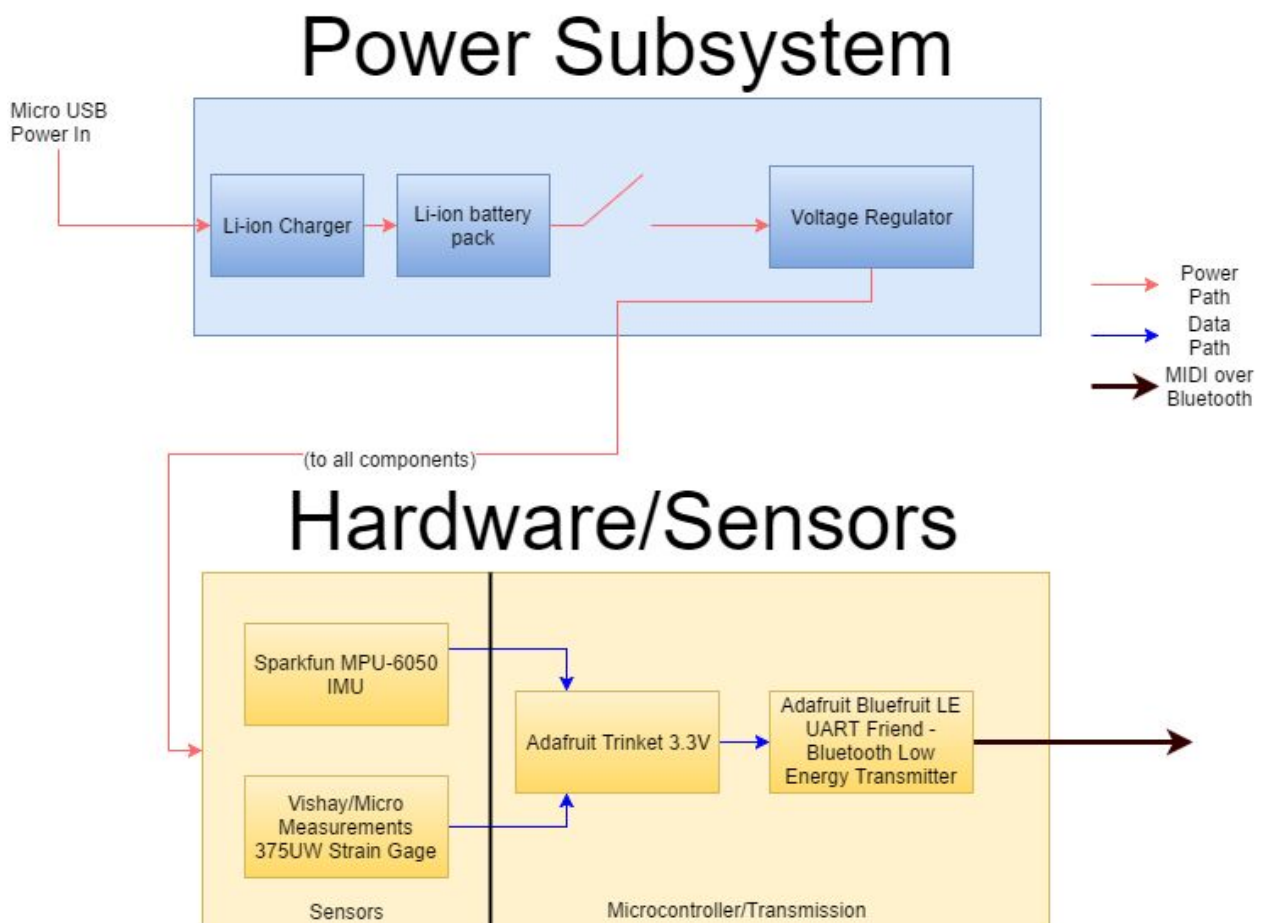 Power Subsystem
Micro USB
Power In
Li-ion Charger
Li-ion battery
pack
Voltage Regulator
Power
Path
Data
Path
MIDI over
Bluetooth
(to all components)
Hardware/Sensors
Sparkfun MPU-6050
IMU
Adafruit Trinket 3.3V
Adafruit Bluefruit LE
UART Friend -
Bluetooth Low
Energy Transmitter
Vishay/Micro
Measurements
375UW Strain Gage
Sensors
Microcontroller/Transmission